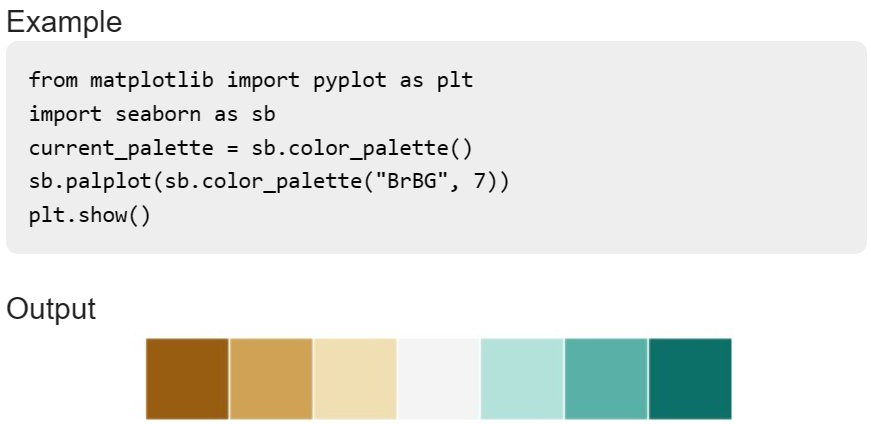 Example
from matplotlib import pyplot as plt
import seaborn as sb
current_palette = sb.color_palette()
sb.palplot(sb.color_palette("BrBG", 7))
plt.show()
Output